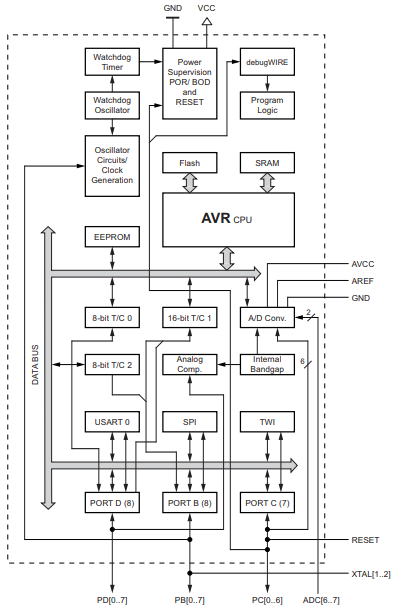 GND VCC
Watchdog
Timer
Power
Supervision
POR/ BOD
and
RESET
debugWIRE
Watchdog
Oscillator
Program
Logic
Oscillator
Circuits/
Clock
Generation
Flash
SRAM
AVR CPU
EEPROM
AVCC
AREF
GND
8-bit T/C 0
16-bit T/C 1
A/D Conv.
2
DATA BUS
8-bit T/C 2
Analog
Comp.
Internal
Bandgap
6
USART 0
SPI
TWI
PORT D (8)
PORT B (8)
PORT C (7)
RESET
XTAL[1..2]
PD[0..7]
PB[0..7]
PC[0..6]
ADC[6..7]